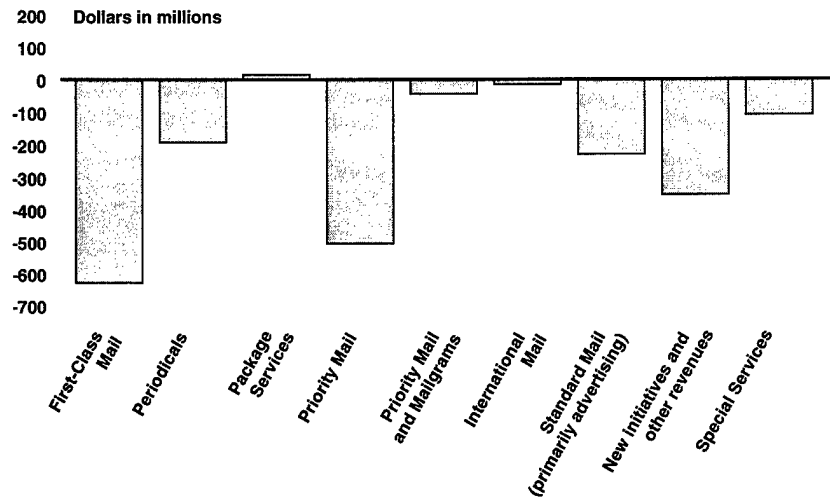 200
Dollars in millions
100
0
-100
-200
-300
-400
-500
-600
-700
First-Class
Mail
Periodicals
Package
Services
Priority Mail
Priority Mail
and Mailgrams
International
Mail
Standard Mail
(primarily advertising)
New initiatives and
other revenues
Special Services